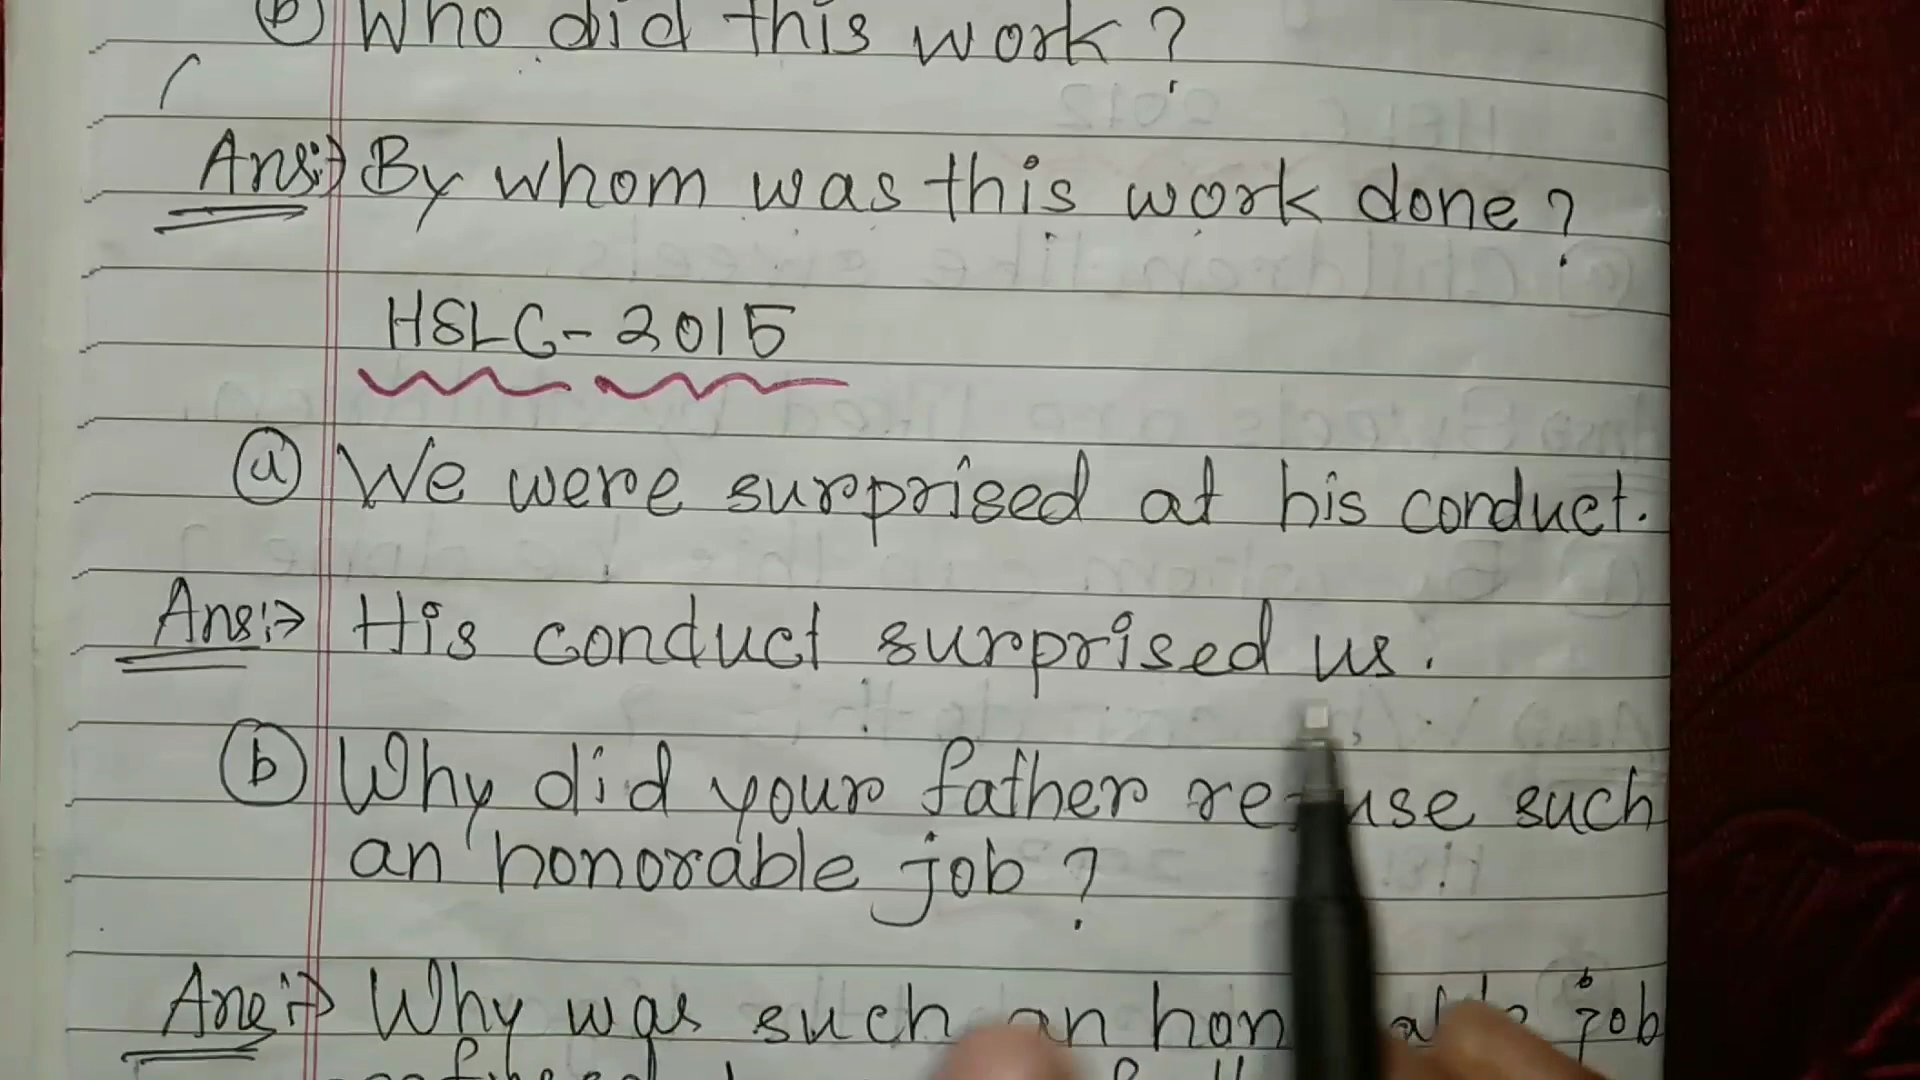 (b) Who did this work?
Ans:→ By whom was this work done?
HSLC-2015
(a) We were surprised at his conduct.
Ans:→ His conduct surprised us.
(b) Why did your father refuse such
an honorable job?
Ans:→ Why was such an honorable job